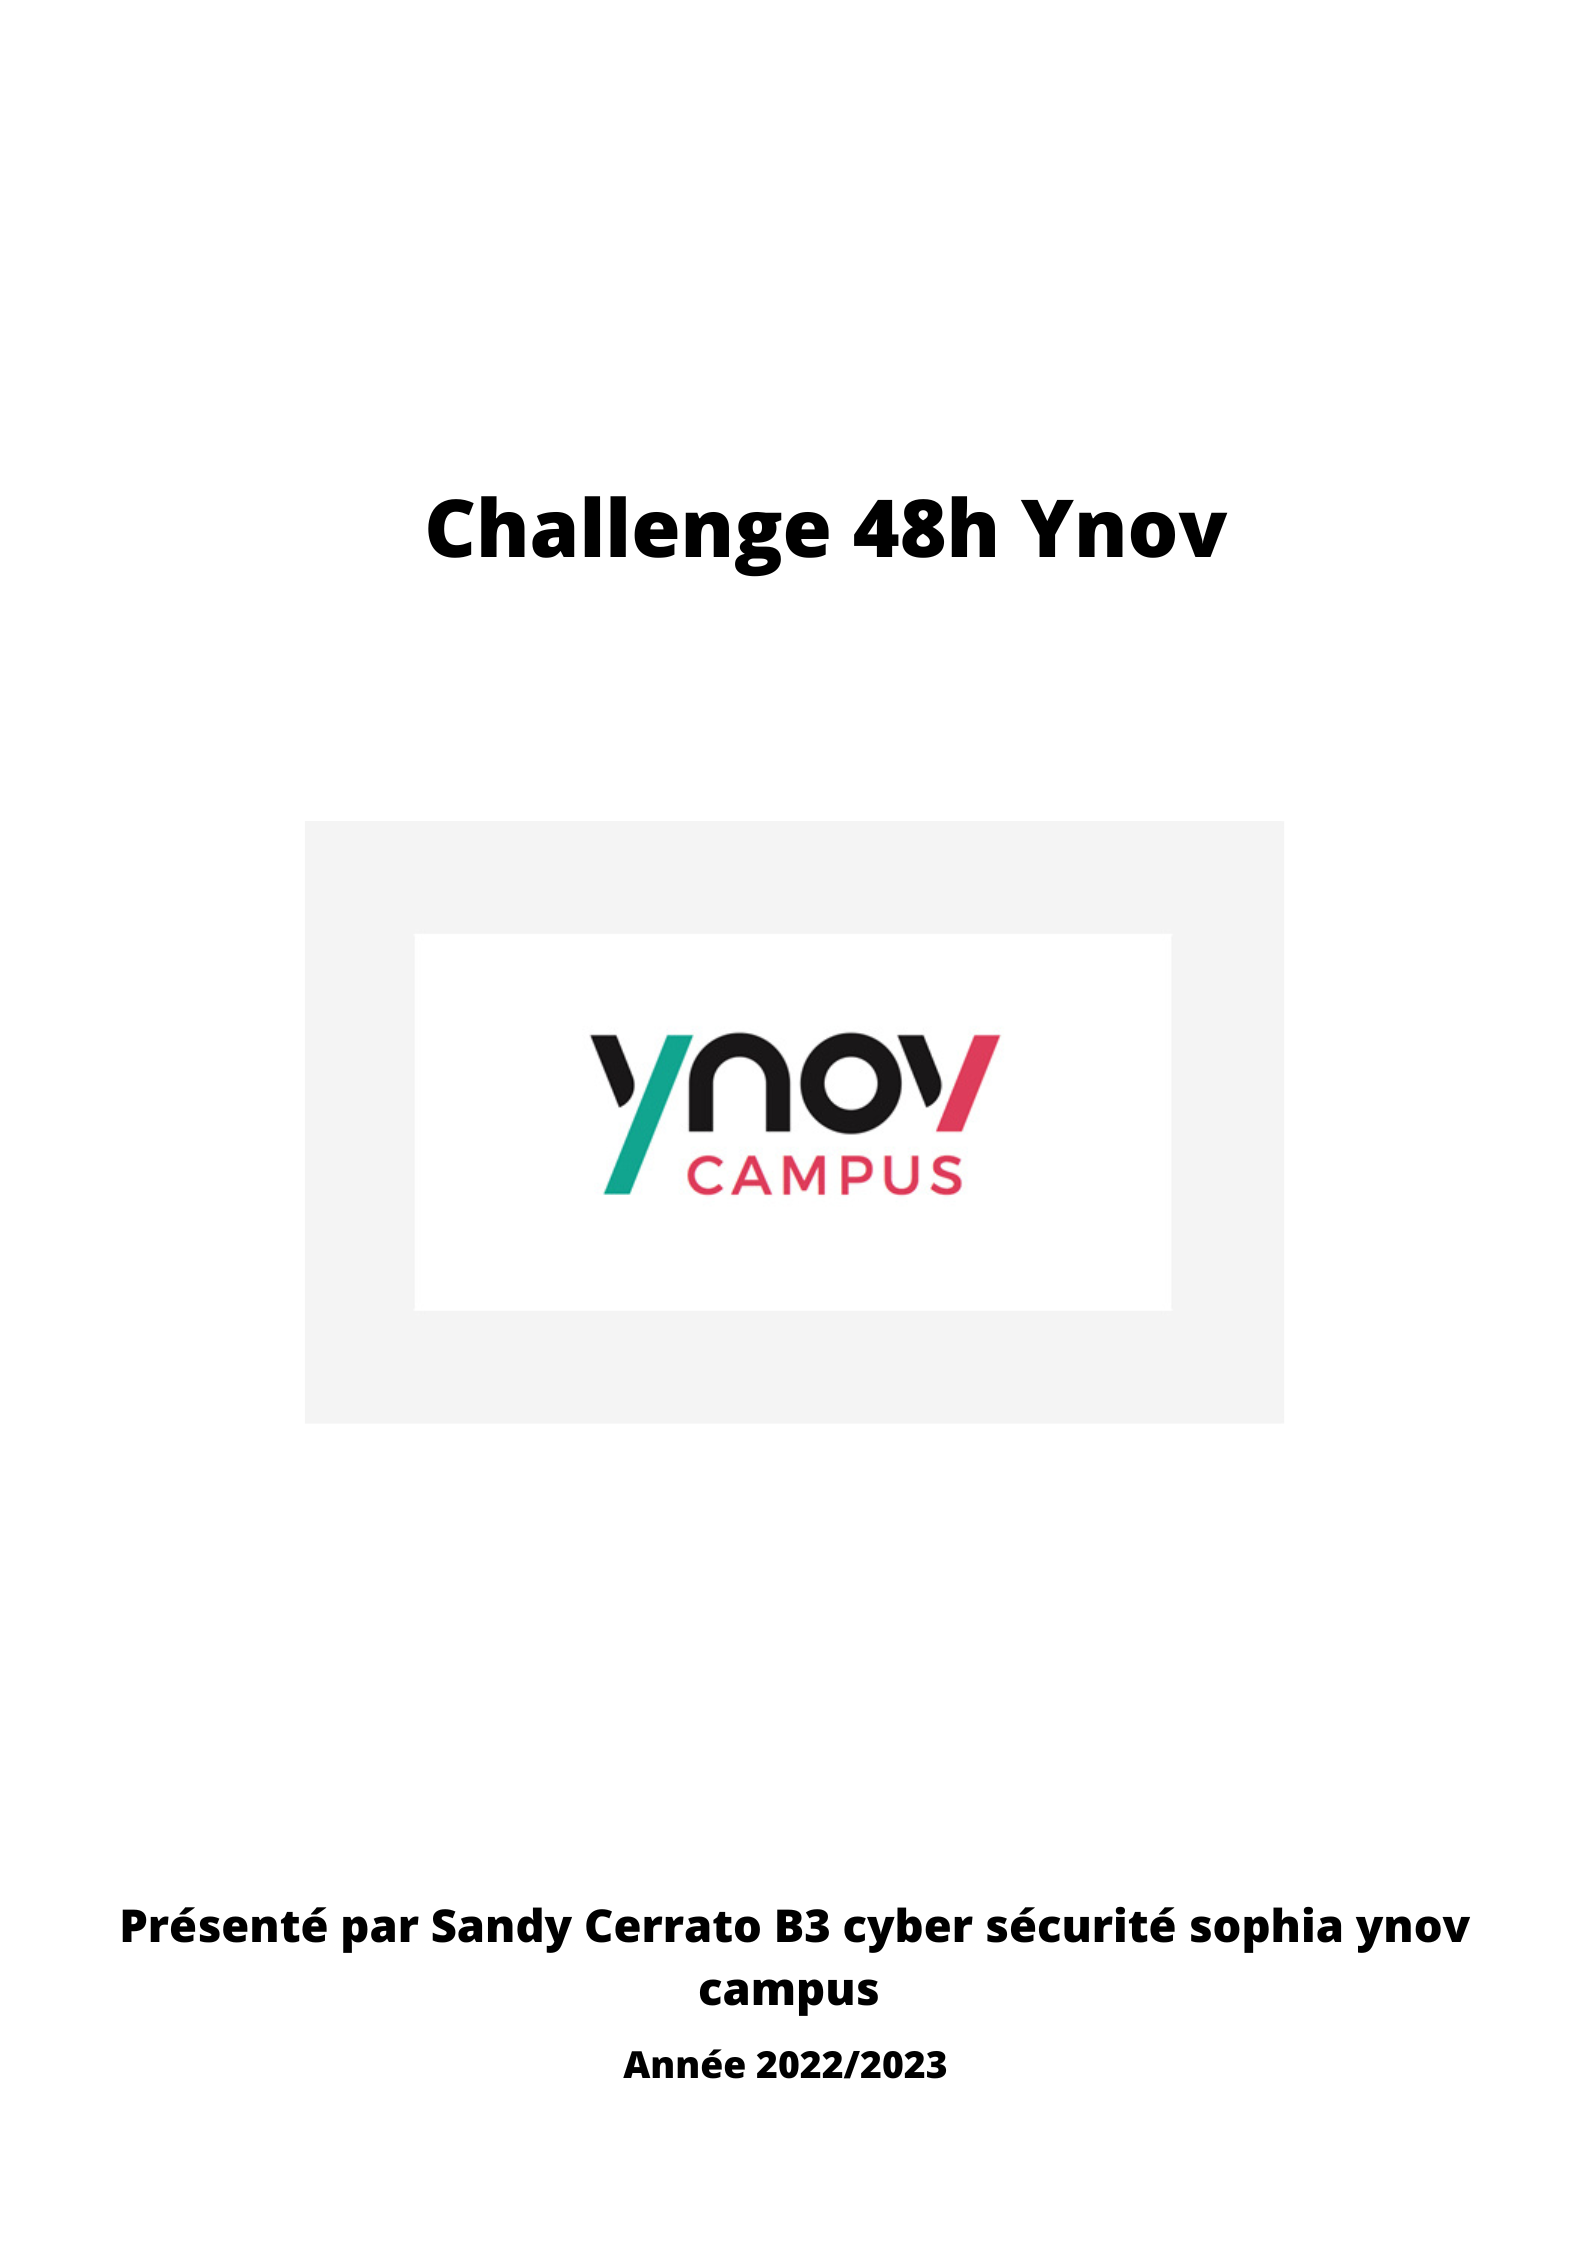 Challenge 48h Ynov
ynov
CAMPUS
Présenté par Sandy Cerrato B3 cyber sécurité sophia ynov
campus
Année 2022/2023